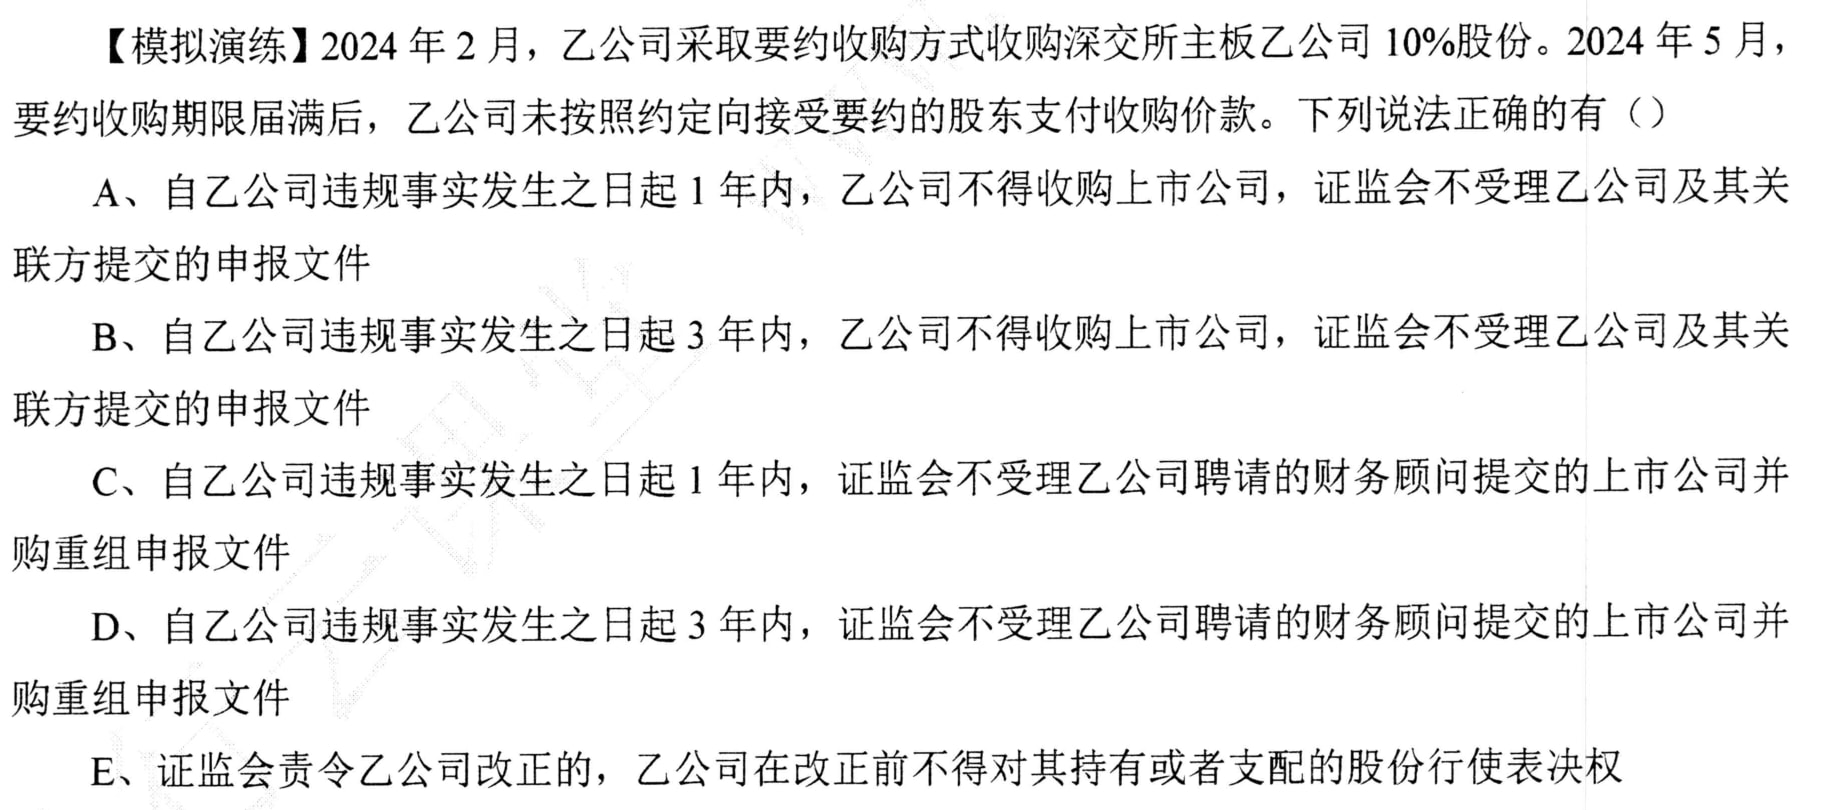 【模拟演练】2024 年 2 月，乙公司采取要约收购方式收购深交所主板乙公司 10%股份。2024 年 5 月，
要约收购期限届满后，乙公司未按照约定向接受要约的股东支付收购价款。下列说法正确的有（）
A、自乙公司违规事实发生之日起 1 年内，乙公司不得收购上市公司，证监会不受理乙公司及其关
联方提交的申报文件
B、自乙公司违规事实发生之日起 3 年内，乙公司不得收购上市公司，证监会不受理乙公司及其关
联方提交的申报文件
C、自乙公司违规事实发生之日起 1 年内，证监会不受理乙公司聘请的财务顾问提交的上市公司并
购重组申报文件
D、自乙公司违规事实发生之日起 3 年内，证监会不受理乙公司聘请的财务顾问提交的上市公司并
购重组申报文件
E、证监会责令乙公司改正的，乙公司在改正前不得对其持有或者支配的股份行使表决权